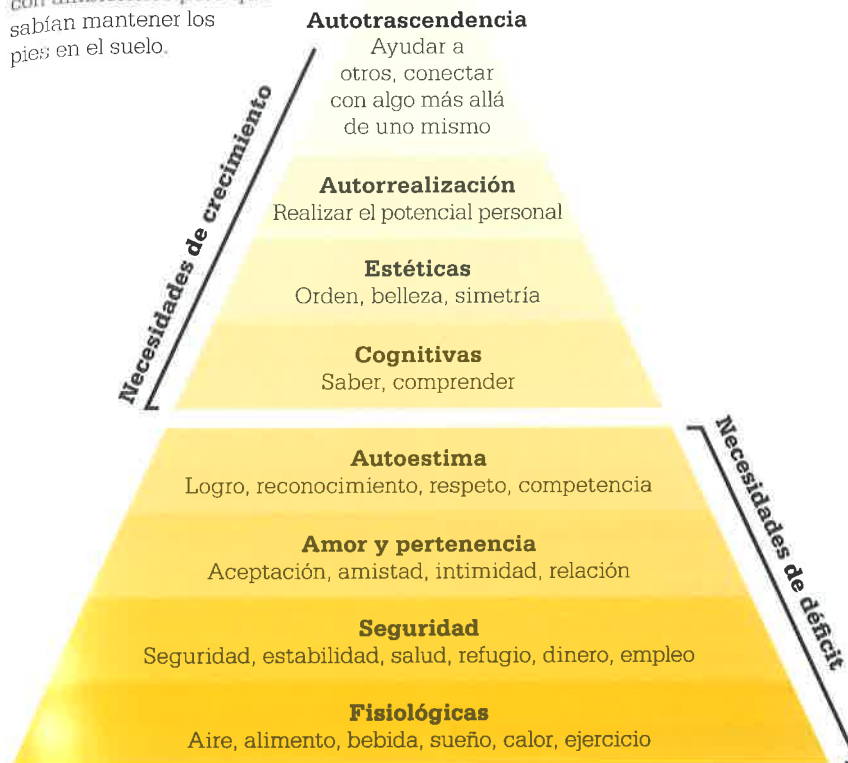 sabían mantener los
pies en el suelo.
Autotrascendencia
Ayudar a
otros, conectar
con algo más allá
de uno mismo
Necesidades de crecimiento
Autorrealización
Realizar el potencial personal
Estéticas
Orden, belleza, simetría
Cognitivas
Saber, comprender
Autoestima
Logro, reconocimiento, respeto, competencia
Necesidades de déficit
Amor y pertenencia
Aceptación, amistad, intimidad, relación
Seguridad
Seguridad, estabilidad, salud, refugio, dinero, empleo
Fisiológicas
Aire, alimento, bebida, sueño, calor, ejercicio